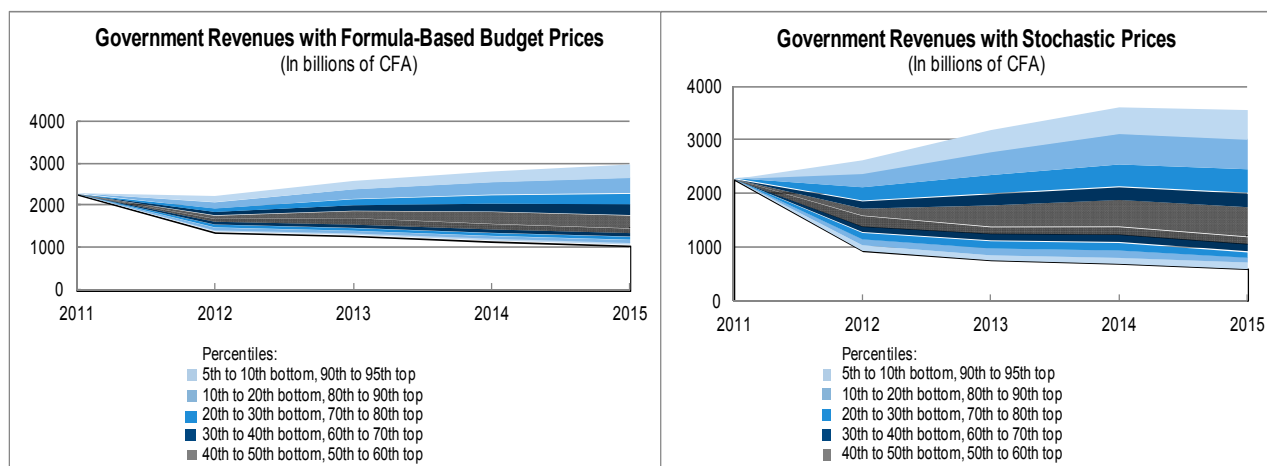 Government Revenues with Formula-Based Budget Prices
(In billions of CFA)
4000
3000
2000
1000
0
2011 2012 2013 2014 2015
Percentiles:
5th to 10th bottom, 90th to 95th top
10th to 20th bottom, 80th to 90th top
20th to 30th bottom, 70th to 80th top
30th to 40th bottom, 60th to 70th top
40th to 50th bottom, 50th to 60th top
Government Revenues with Stochastic Prices
(In billions of CFA)
4000
3000
2000
1000
0
2011 2012 2013 2014 2015
Percentiles:
5th to 10th bottom, 90th to 95th top
10th to 20th bottom, 80th to 90th top
20th to 30th bottom, 70th to 80th top
30th to 40th bottom, 60th to 70th top
40th to 50th bottom, 50th to 60th top